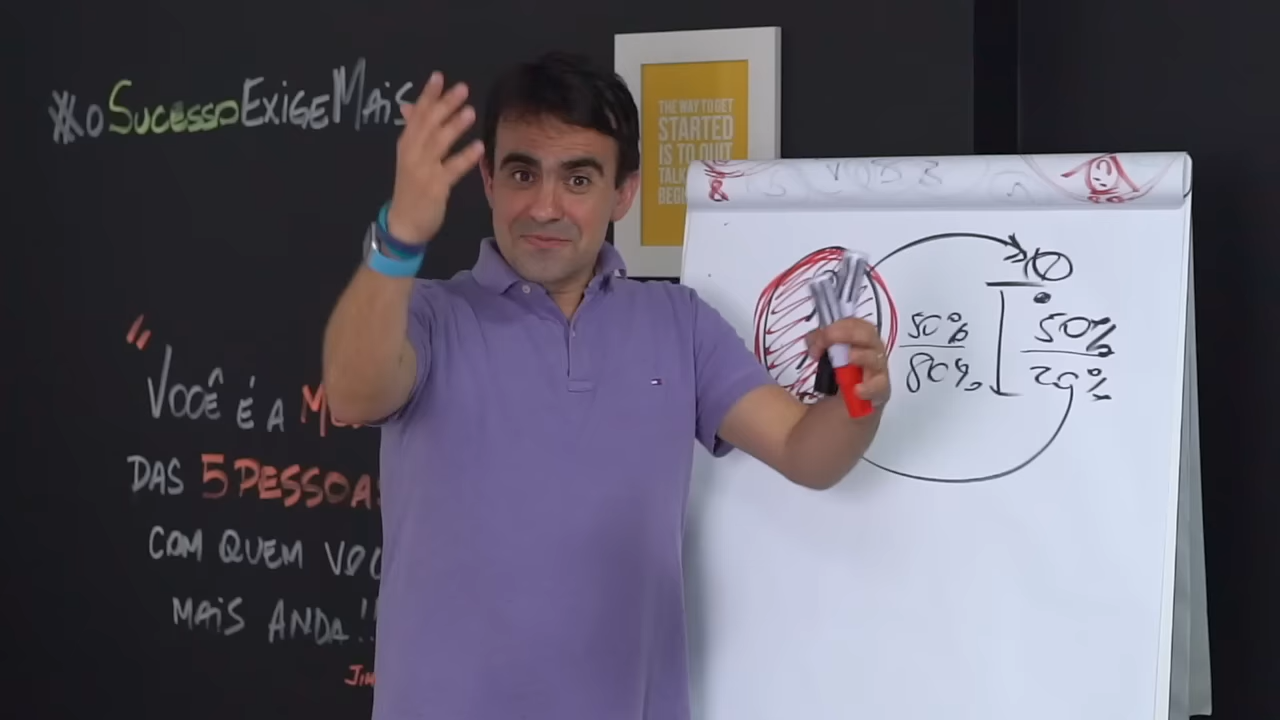 #oSucessoExigeMais
"Você é a
das 5 pessoas
com quem
mais anda!!
THE WAY TO GET
STARTED
IS TO QUIT
50%
80%
50%
20%